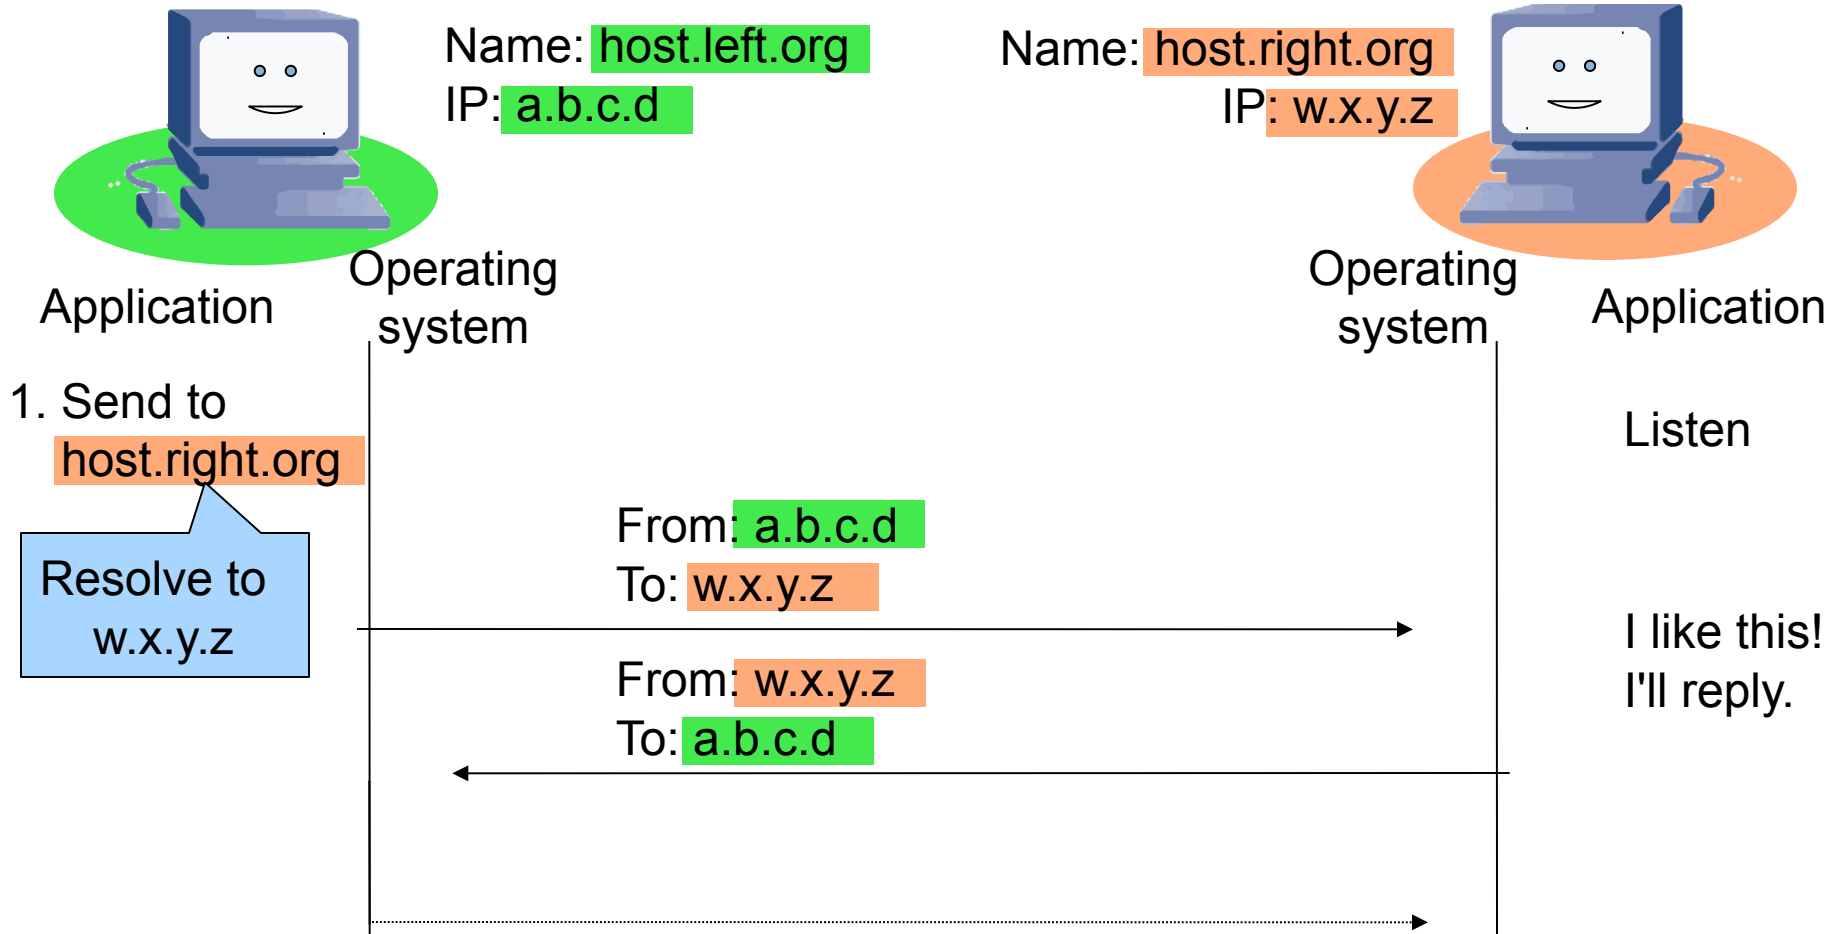 Name: host.left.org
IP: a.b.c.d
Name: host.right.org
IP: w.x.y.z
Application
Operating
system
Operating
system
Application
1. Send to
host.right.org
Resolve to
w.x.y.z
Listen
From: a.b.c.d
To: w.x.y.z
I like this!
I'll reply.
From: w.x.y.z
To: a.b.c.d